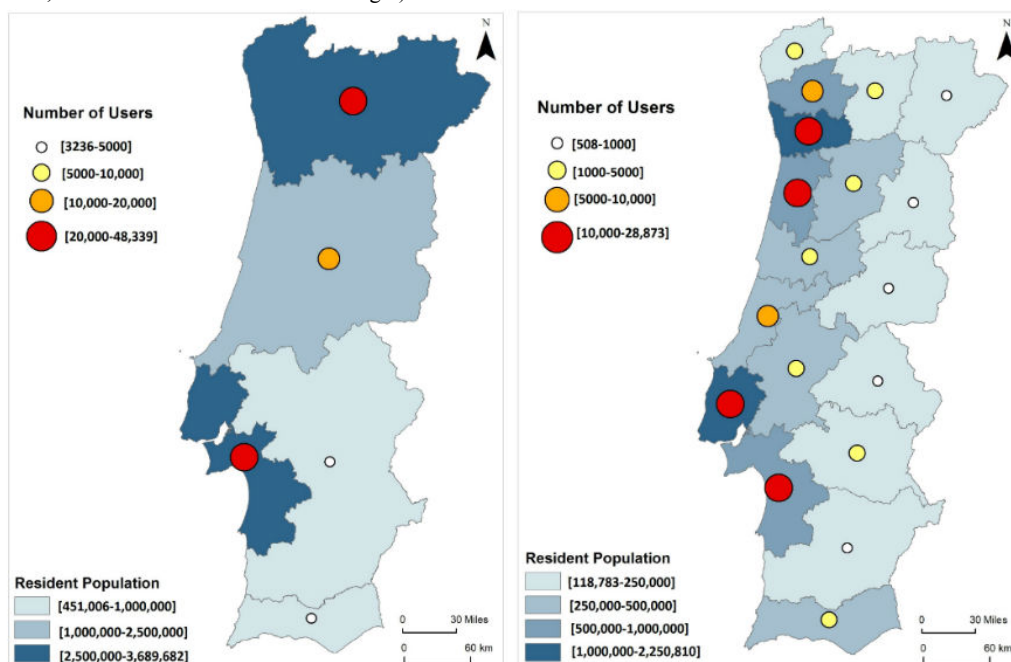 N
Number of Users
[3236-5000]
[5000-10,000]
[10,000-20,000]
[20,000-48,339]
Resident Population
[451,006-1,000,000]
[1,000,000-2,500,000]
[2,500,000-3,689,682]
0 30 Miles
0 60 km
N
Number of Users
[508-1000]
[1000-5000]
[5000-10,000]
[10,000-28,873]
Resident Population
[118,783-250,000]
[250,000-500,000]
[500,000-1,000,000]
[1,000,000-2,250,810]
0 30 Miles
0 60 km